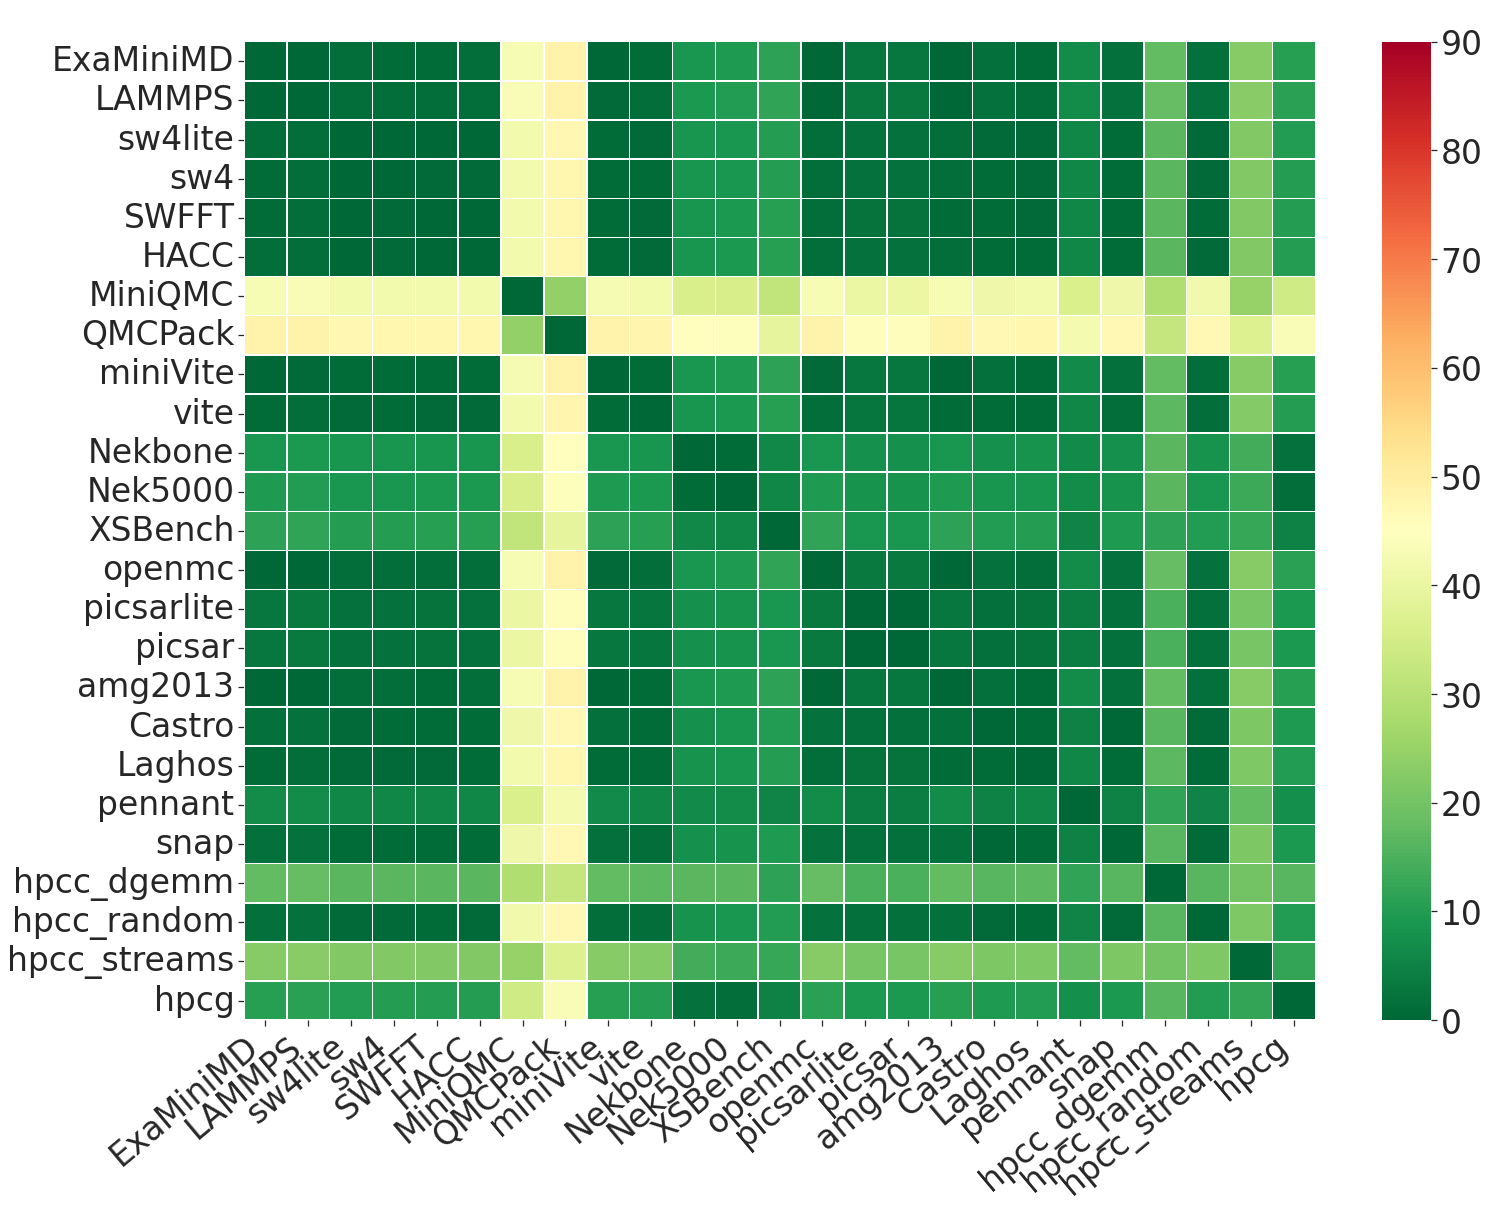 ExaMiniMD
LAMMPS
sw4lite
sw4
SWFFT
HACC
MiniQMC
QMCPack
miniVite
vite
Nekbone
Nek5000
XSBench
openmc
picsarlite
picsar
amg2013
Castro
Laghos
pennant
snap
hpcc_dgemm
hpcc_random
hpcc_streams
hpcg
ExaMiniMD
LAMMPS
sw4lite
sw4
SWFFT
HACC
MiniQMC
QMCPack
miniVite
vite
Nekbone
Nek5000
XSBench
openmc
picsarlite
picsar
amg2013
Castro
Laghos
pennant
snap
hpcc_dgemm
hpcc_random
hpcc_streams
hpcg
90
80
70
60
50
40
30
20
10
0